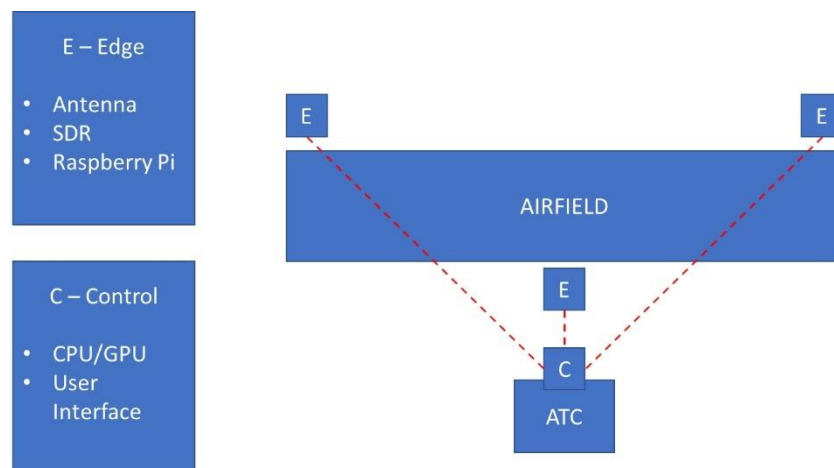 E – Edge
• Antenna
• SDR
• Raspberry Pi
C – Control
• CPU/GPU
• User
Interface
E
E
AIRFIELD
E
C
ATC